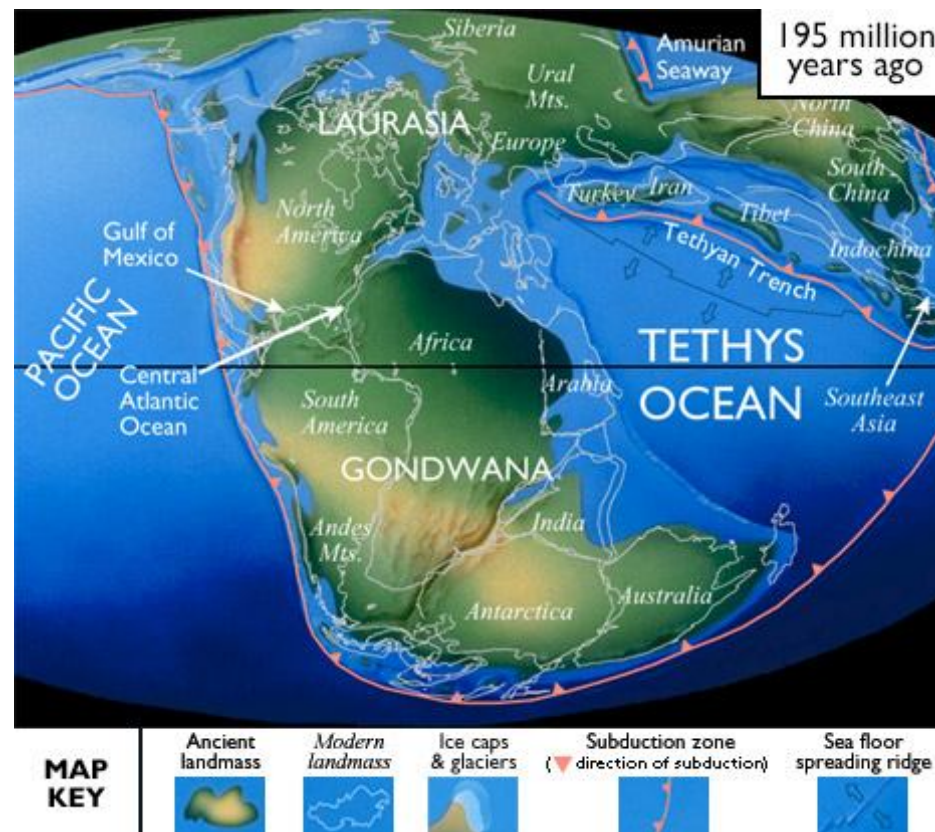 195 million
years ago
Siberia
Amurian
Seaway
Ural
Mts.
North
China
LAURASIA
Europe
South
China
Turkey
Iran
Tibet
North
America
Gulf of
Mexico
Indochina
Tethyan Trench
PACIFIC
OCEAN
Africa
TETHYS
OCEAN
Central
Atlantic
Ocean
Arabia
South
America
Southeast
Asia
GONDWANA
Andes
Mts.
India
Antarctica
Australia
MAP
KEY
Ancient
landmass
Modern
landmass
Ice caps
& glaciers
Subduction zone
(▼ direction of subduction)
Sea floor
spreading ridge